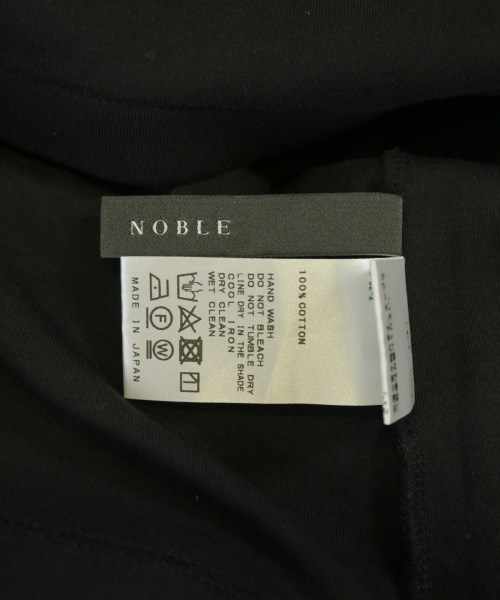 NOBLE
100% COTTON
HAND WASH
DO NOT BLEACH
DO NOT TUMBLE DRY
LINE DRY IN THE SHADE
COOL IRON
DRY CLEAN
WET CLEAN
F W
MADE IN JAPAN